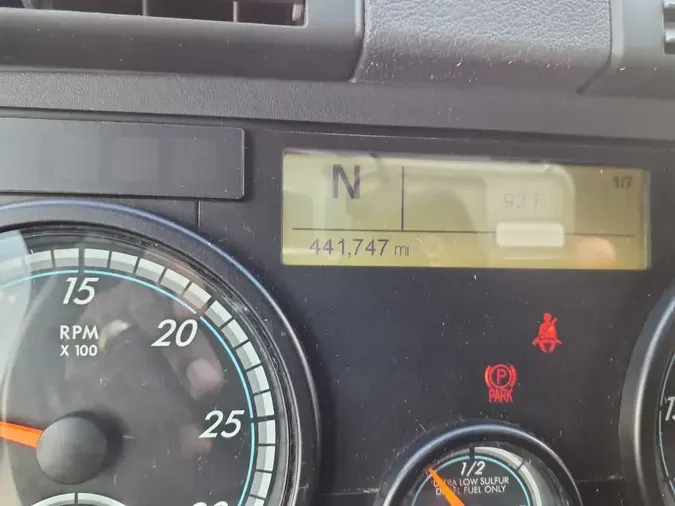 N
92°F
1/7
441,747 mi
15
20
25
RPM
X 100
P
PARK
1/2
ULTRA LOW SULFUR
DIESEL FUEL ONLY